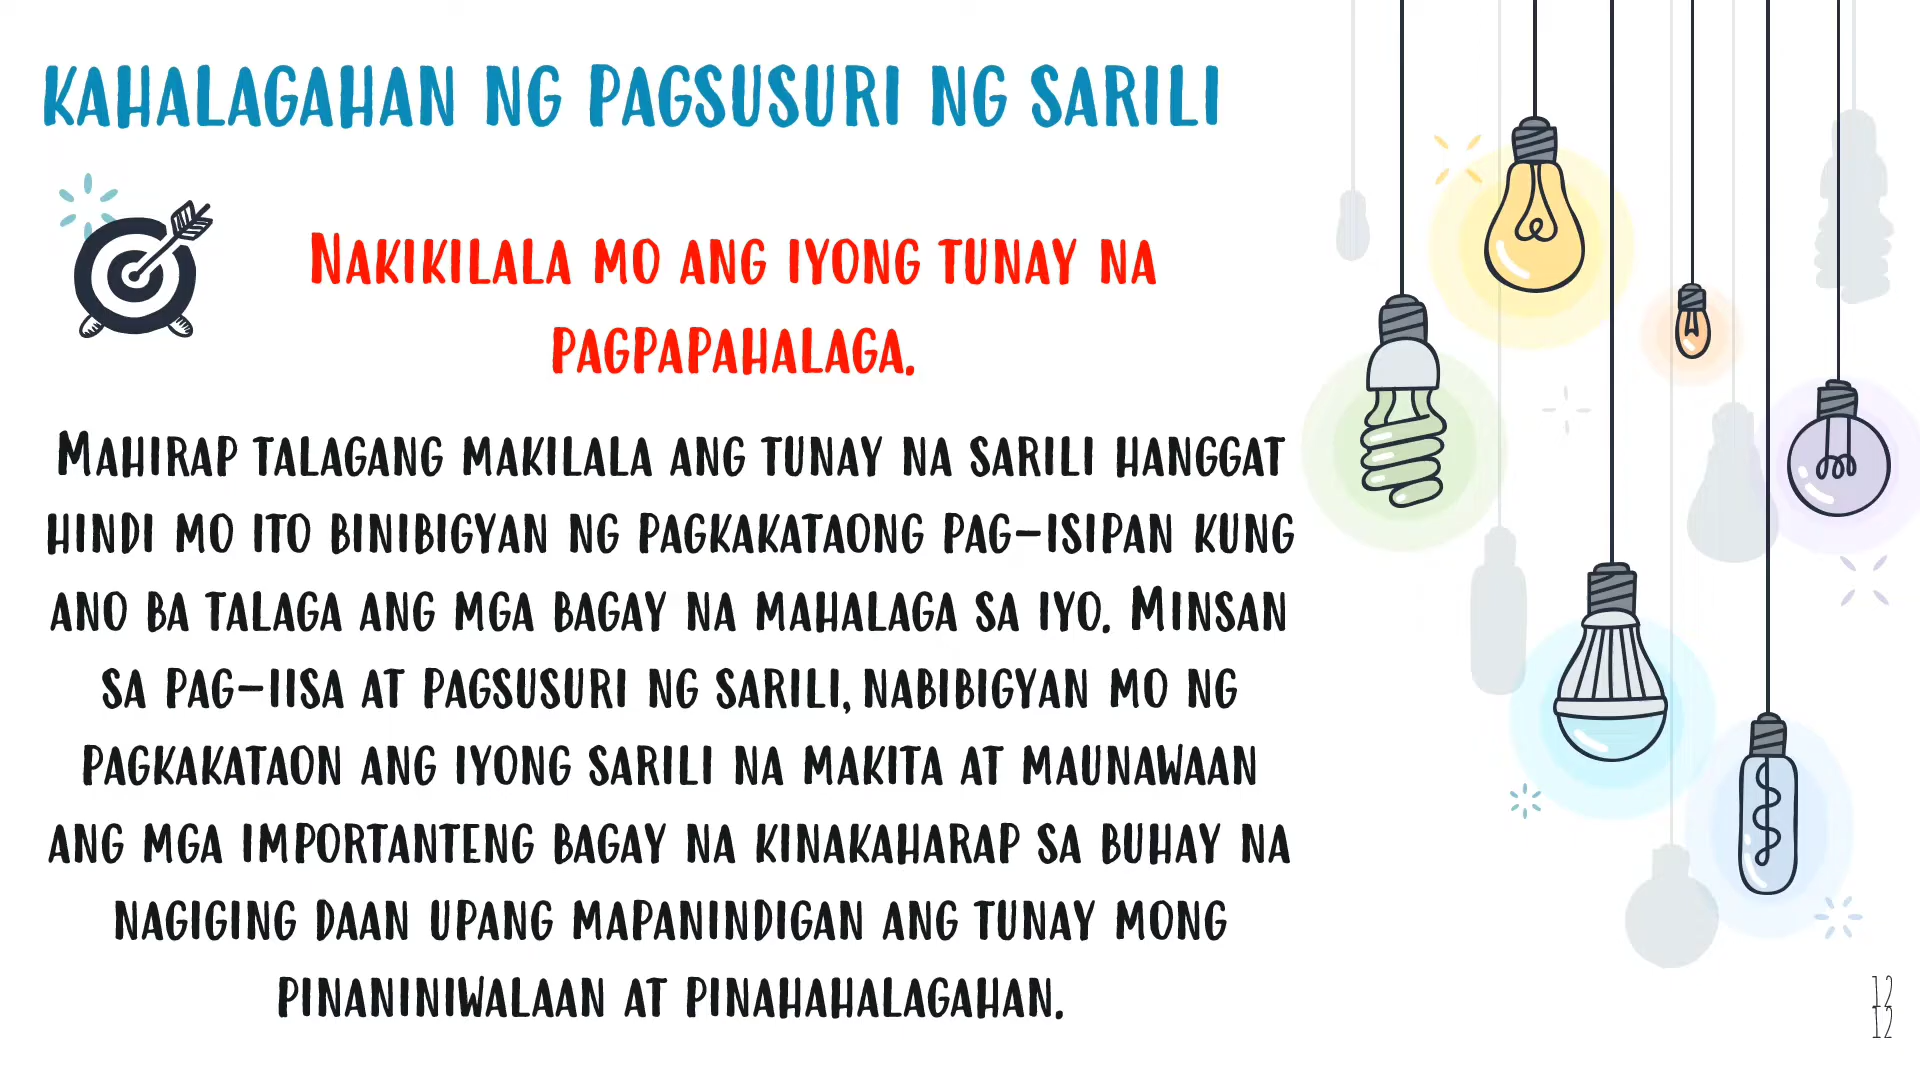 KAHALAGAHAN NG PAGSUSURI NG SARILI
NAKIKILALA MO ANG IYONG TUNAY NA
PAGPAPAHALAGA.
MAHIRAP TALAGANG MAKILALA ANG TUNAY NA SARILI HANGGAT
HINDI MO ITO BINIBIGYAN NG PAGKAKATAONG PAG-ISIPAN KUNG
ANO BA TALAGA ANG MGA BAGAY NA MAHALAGA SA IYO. MINSAN
SA PAG-IISA AT PAGSUSURI NG SARILI, NABIBIGYAN MO NG
PAGKAKATAON ANG IYONG SARILI NA MAKITA AT MAUNAWAAN
ANG MGA IMPORTANTENG BAGAY NA KINAKAHARAP SA BUHAY NA
NAGIGING DAAN UPANG MAPANINDIGAN ANG TUNAY MONG
PINANINIWALAAN AT PINAHAHALAGAHAN.
12
12